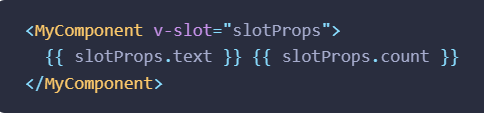 <MyComponent v-slot="slotProps">
  {{ slotProps.text }} {{ slotProps.count }}
</MyComponent>